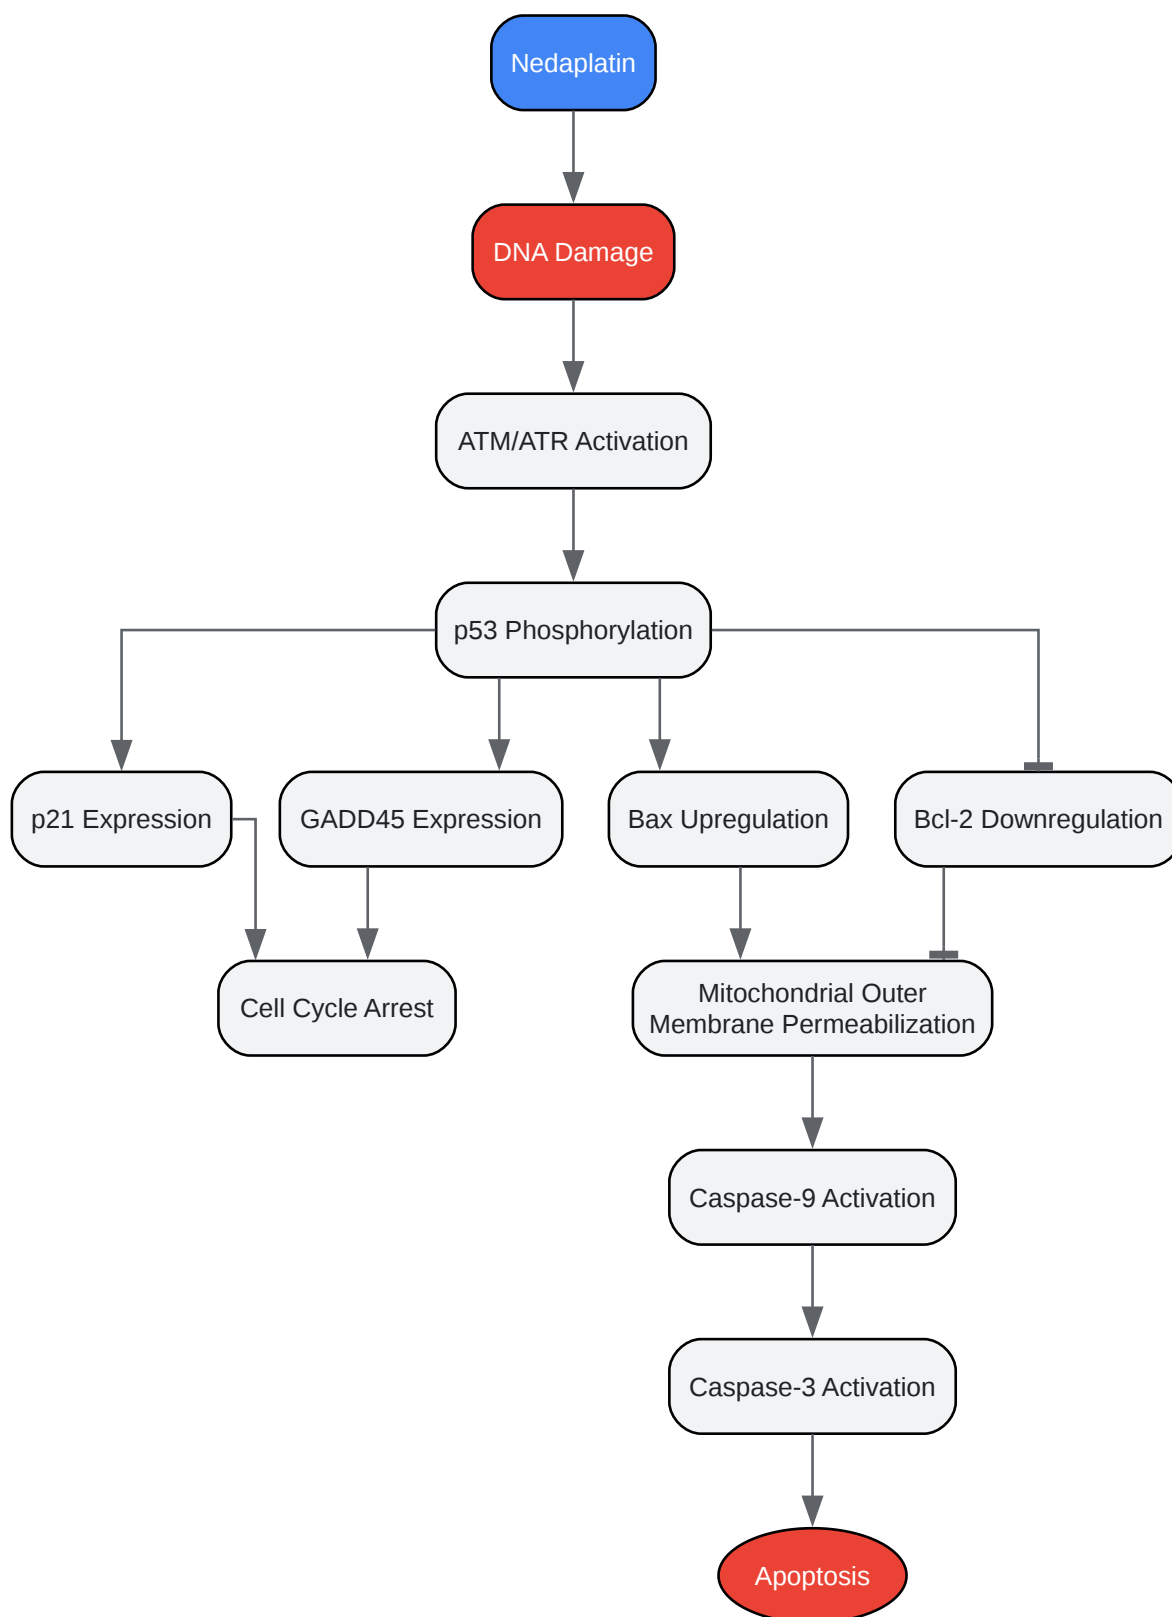 Nedaplatin
DNA Damage
ATM/ATR Activation
p53 Phosphorylation
p21 Expression
GADD45 Expression
Bax Upregulation
Bcl-2 Downregulation
Cell Cycle Arrest
Mitochondrial Outer
Membrane Permeabilization
Caspase-9 Activation
Caspase-3 Activation
Apoptosis